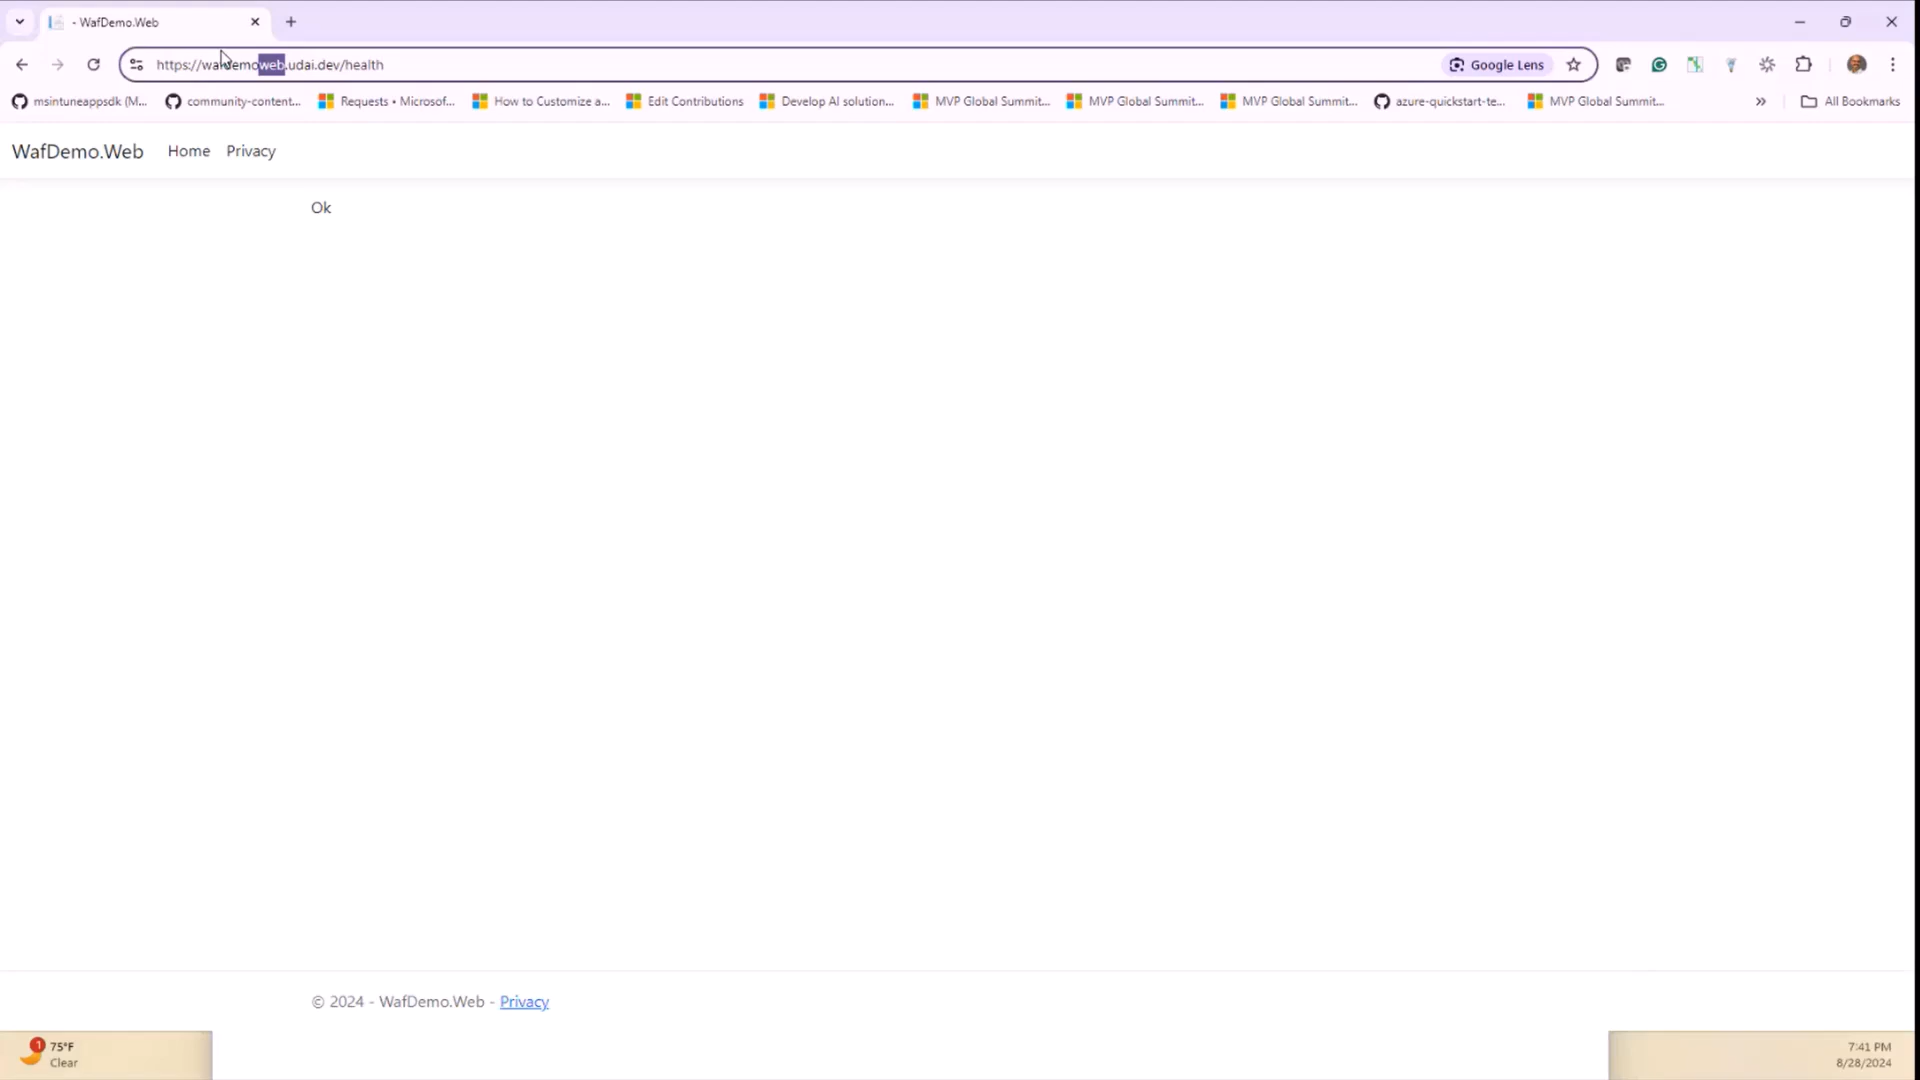 - WafDemo.Web
https://wafdemoweb.udai.dev/health
Google Lens
msintuneappsdk (M...
community-content...
Requests • Microsof...
How to Customize a...
Edit Contributions
Develop AI solution...
MVP Global Summit...
MVP Global Summit...
MVP Global Summit...
azure-quickstart-te...
MVP Global Summit...
All Bookmarks
WafDemo.Web
Home
Privacy
Ok
© 2024 - WafDemo.Web - Privacy
1
75°F
Clear
7:41 PM
8/28/2024